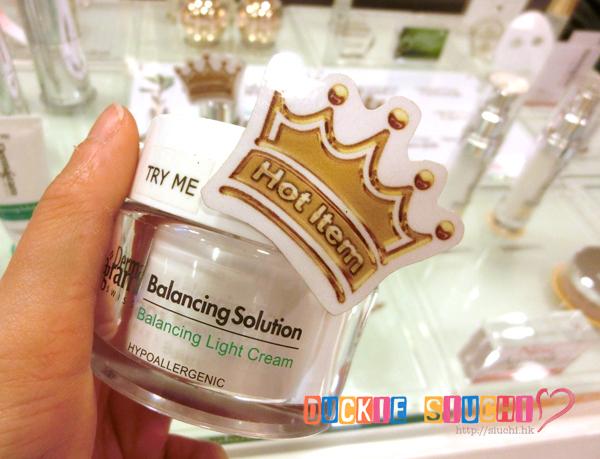 TRY ME
Hot Item
Balancing Solution
Balancing Light Cream
HYPOALLERGENIC
DUCKIE SIUCHI
http://siuchi.hk